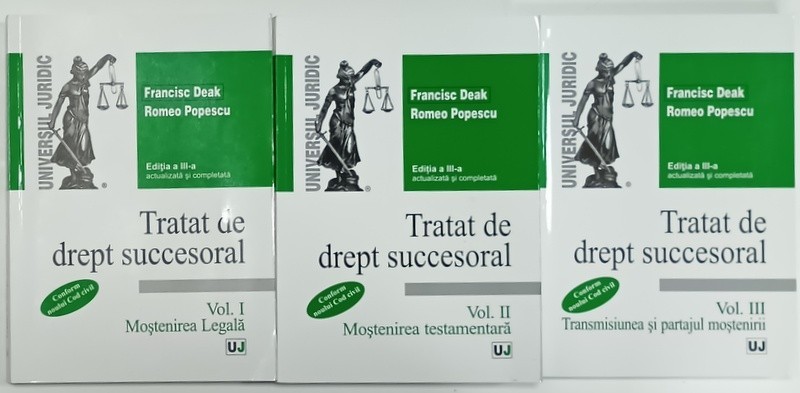 UNIVERSUL JURIDIC
®
Francisc Deak
Romeo Popescu
Ediția a III-a
actualizată și completată
Tratat de
drept succesoral
Conform
noului Cod civil
Vol. I
Moștenirea Legală
UJ
UNIVERSUL JURIDIC
®
Francisc Deak
Romeo Popescu
Ediția a III-a
actualizată și completată
Tratat de
drept succesoral
Conform
noului Cod civil
Vol. II
Moștenirea testamentară
UJ
UNIVERSUL JURIDIC
®
Francisc Deak
Romeo Popescu
Ediția a III-a
actualizată și completată
Tratat de
drept succesoral
Conform
noului Cod civil
Vol. III
Transmisiunea și partajul moștenirii
UJ